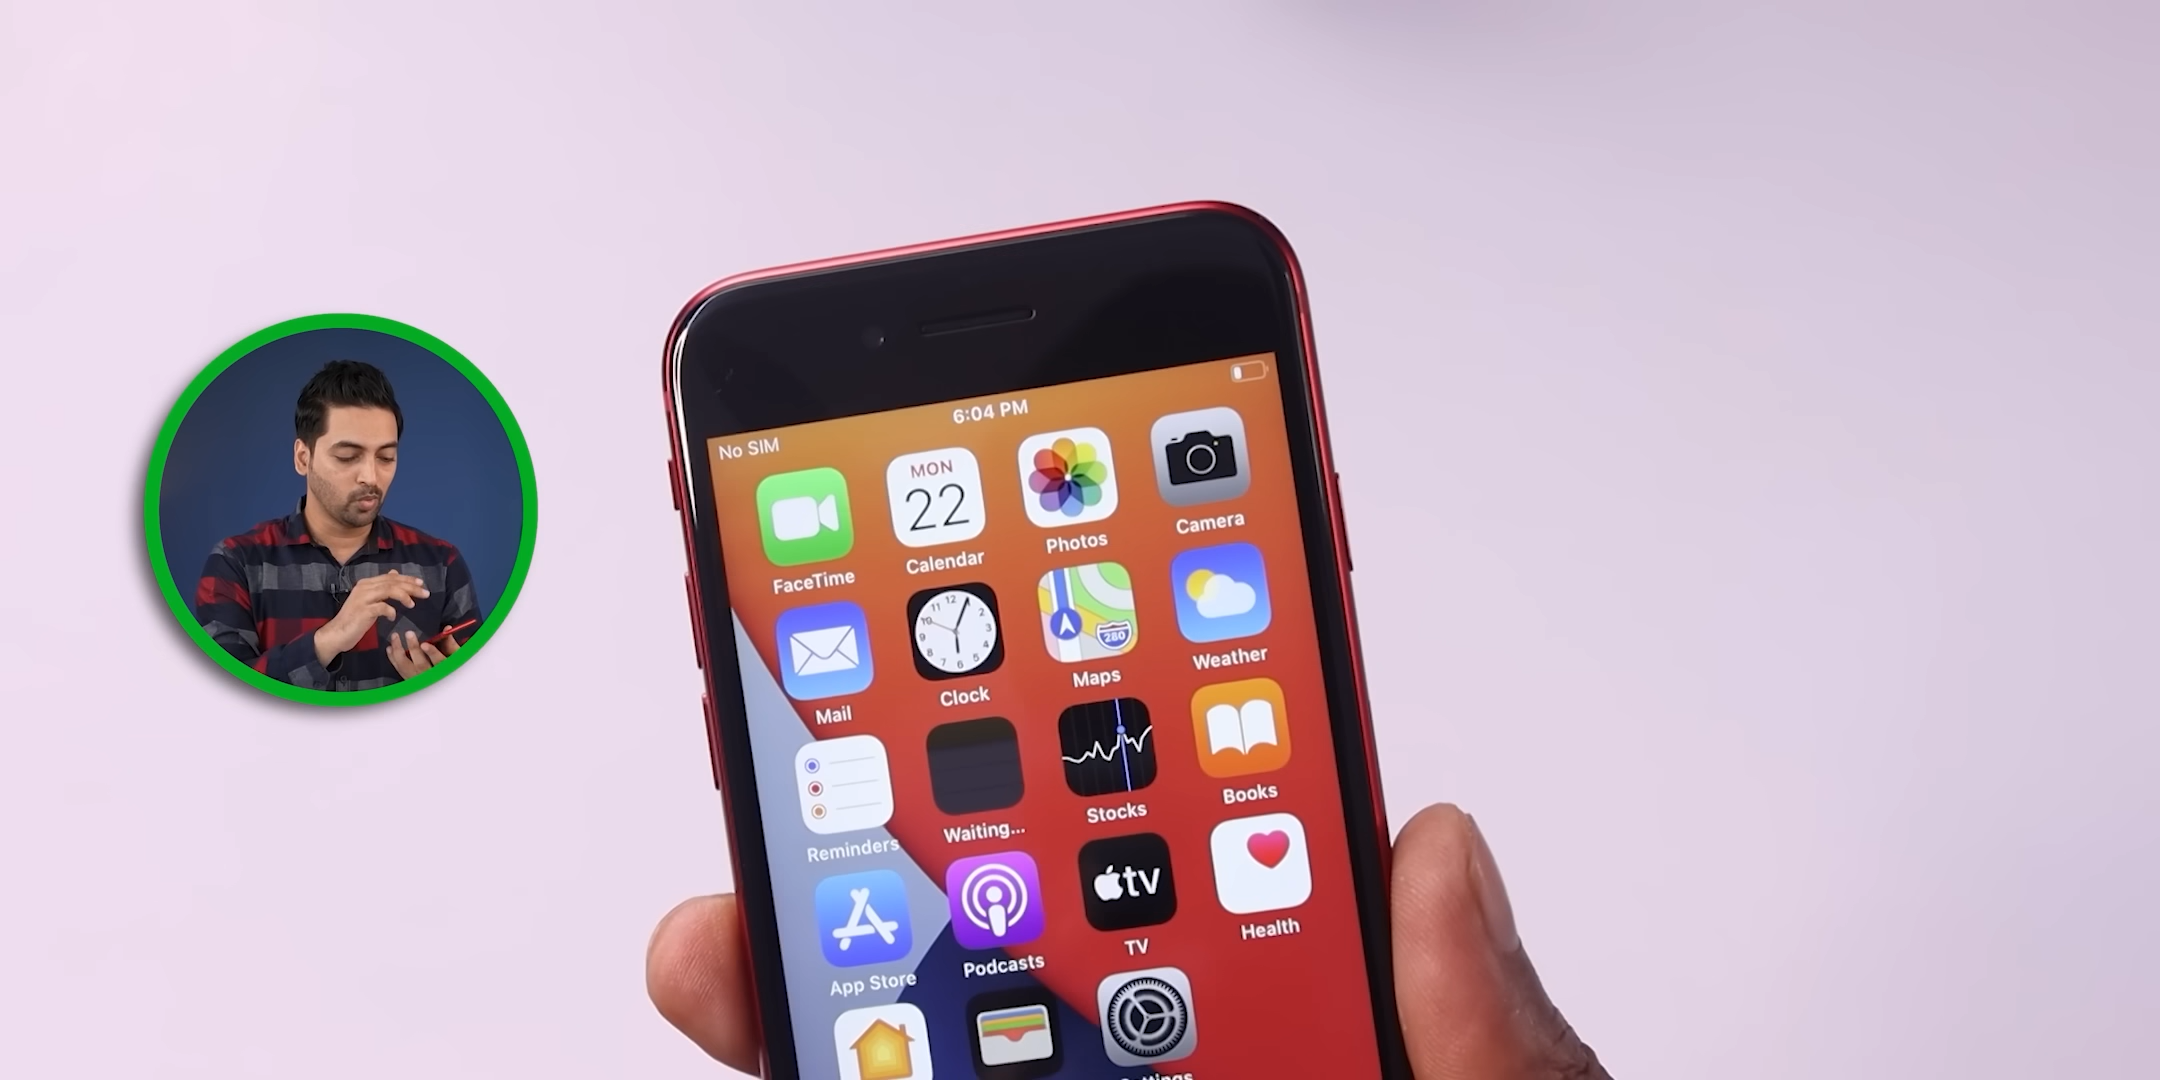 No SIM
6:04 PM
FaceTime
MON
22
Calendar
Photos
Camera
Mail
Clock
280
Maps
Weather
Reminders
Waiting...
Stocks
Books
App Store
Podcasts
tv
TV
Health